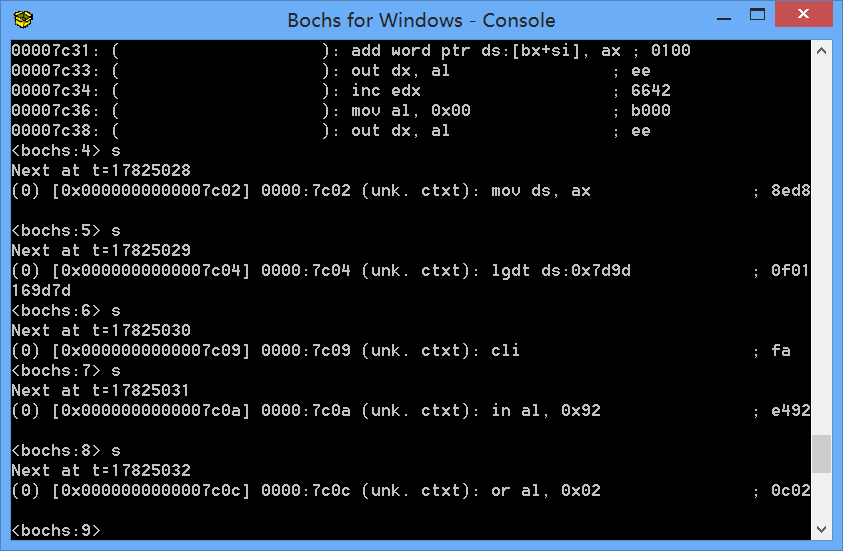 Bochs for Windows - Console
00007c31: (                    ): add word ptr ds:[bx+si], ax ; 0100
00007c33: (                    ): out dx, al                ; ee
00007c34: (                    ): inc edx                   ; 6642
00007c36: (                    ): mov al, 0x00              ; b000
00007c38: (                    ): out dx, al                ; ee
<bochs:4> s
Next at t=17825028
(0) [0x0000000000007c02] 0000:7c02 (unk. ctxt): mov ds, ax                ; 8ed8
<bochs:5> s
Next at t=17825029
(0) [0x0000000000007c04] 0000:7c04 (unk. ctxt): lgdt ds:0x7d9d            ; 0f01
169d7d
<bochs:6> s
Next at t=17825030
(0) [0x0000000000007c09] 0000:7c09 (unk. ctxt): cli                       ; fa
<bochs:7> s
Next at t=17825031
(0) [0x0000000000007c0a] 0000:7c0a (unk. ctxt): in al, 0x92               ; e492
<bochs:8> s
Next at t=17825032
(0) [0x0000000000007c0c] 0000:7c0c (unk. ctxt): or al, 0x02               ; 0c02
<bochs:9>